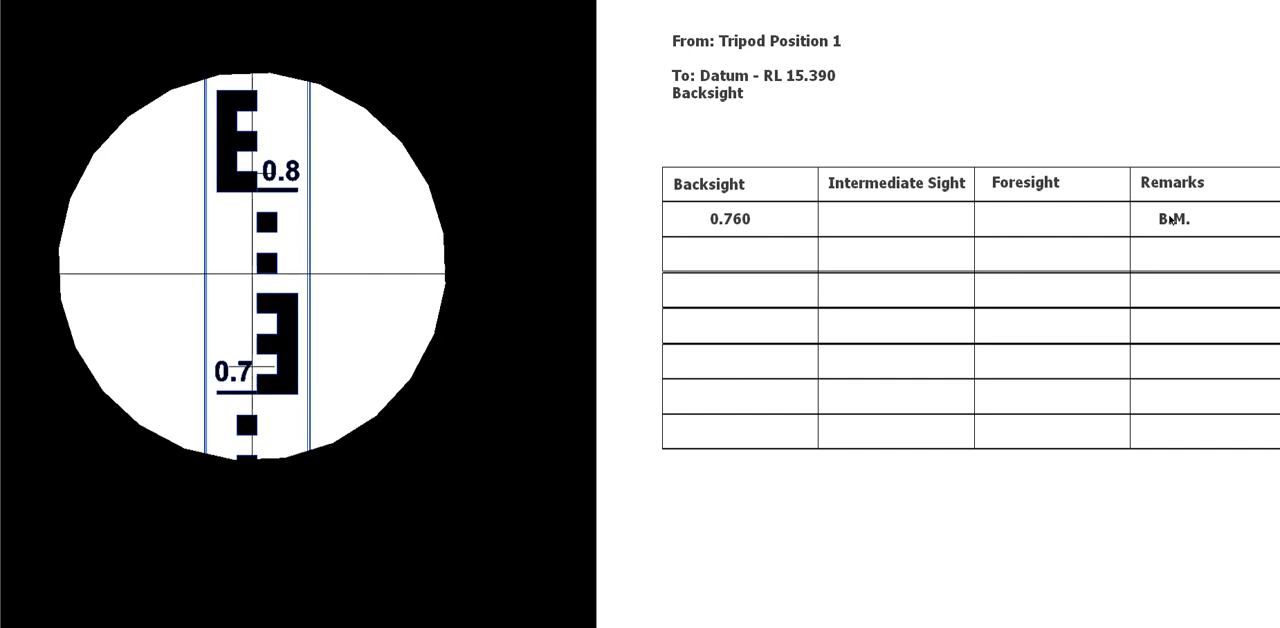 From: Tripod Position 1
To: Datum - RL 15.390
Backsight
0.8
0.7
Backsight Intermediate Sight Foresight Remarks
0.760 B.M.